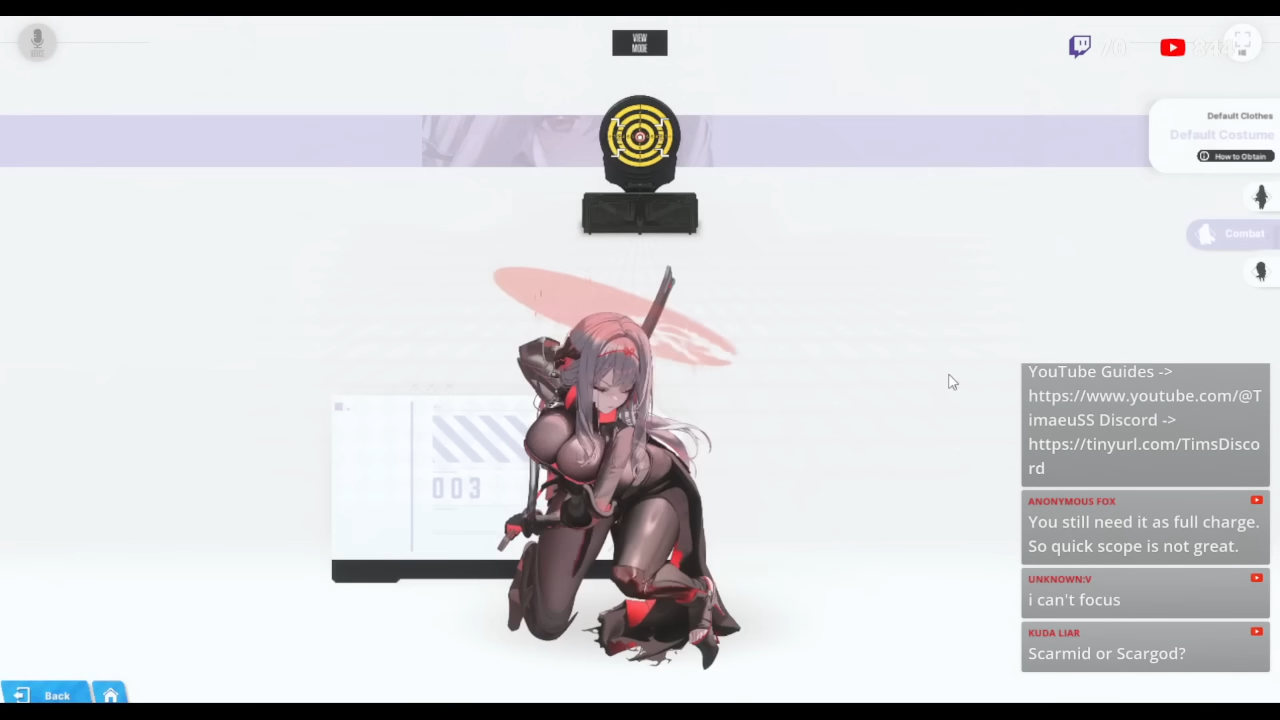 VIEW
MODE
Default Clothes
Default Costume
How to Obtain
Combat
003
YouTube Guides ->
https://www.youtube.com/@T
imaeuSS Discord ->
https://tinyurl.com/TimsDisco
rd
ANONYMOUS FOX
You still need it as full charge.
So quick scope is not great.
UNKNOWN:V
i can't focus
KUDA LIAR
Scarmid or Scargod?
Back